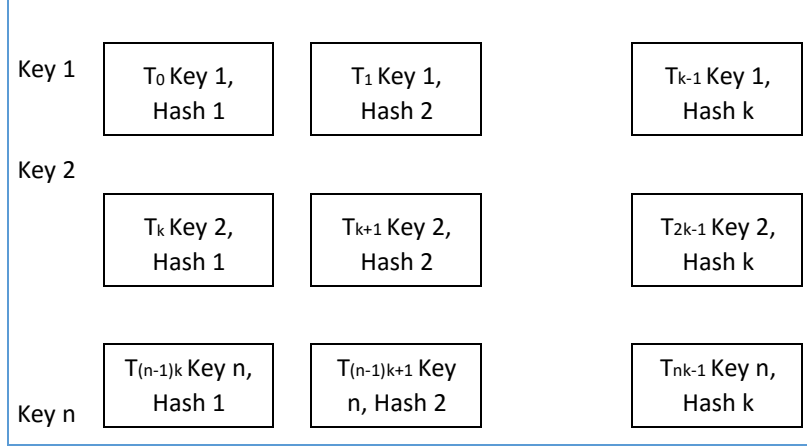 Key 1
T0 Key 1,
Hash 1
T1 Key 1,
Hash 2
Tk-1 Key 1,
Hash k
Key 2
Tk Key 2,
Hash 1
Tk+1 Key 2,
Hash 2
T2k-1 Key 2,
Hash k
T(n-1)k Key n,
Hash 1
T(n-1)k+1 Key
n, Hash 2
Tnk-1 Key n,
Hash k
Key n